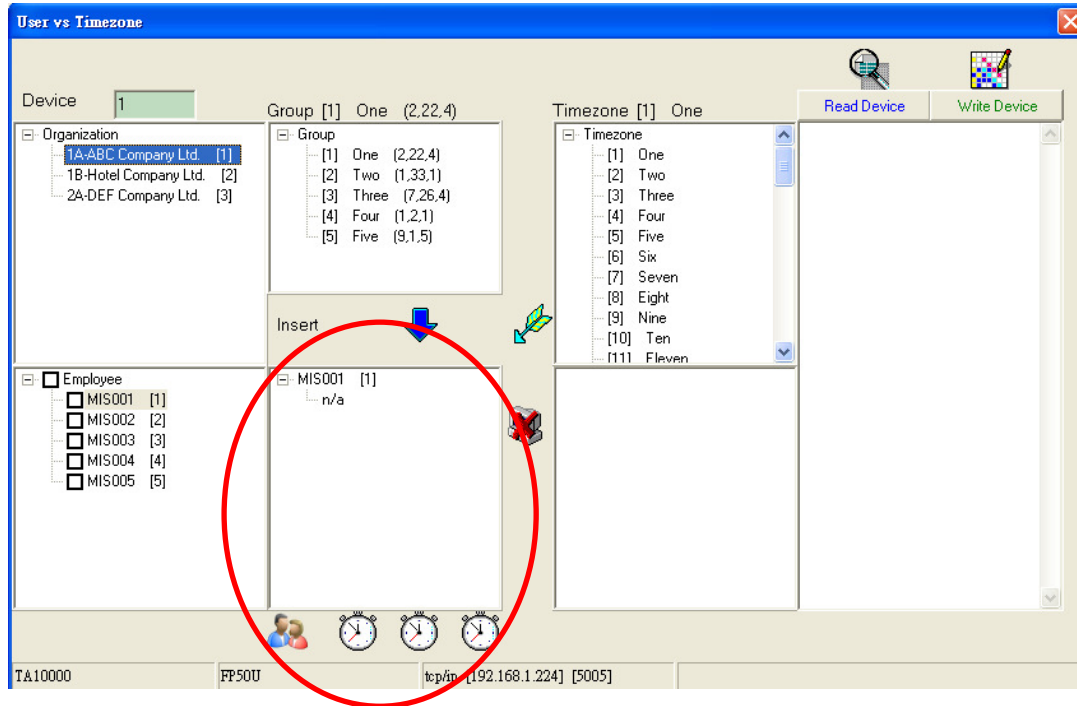 User vs Timezone
Device 1
Group [1] One (2,22,4)
Timezone [1] One
Read Device
Write Device
Organization
1A-ABC Company Ltd. [1]
1B-Hotel Company Ltd. [2]
2A-DEF Company Ltd. [3]
Group
[1] One (2,22,4)
[2] Two (1,33,1)
[3] Three (7,26,4)
[4] Four (1,2,1)
[5] Five (9,1,5)
Timezone
[1] One
[2] Two
[3] Three
[4] Four
[5] Five
[6] Six
[7] Seven
[8] Eight
[9] Nine
[10] Ten
[11] Eleven
Insert
Employee
MIS001 [1]
MIS002 [2]
MIS003 [3]
MIS004 [4]
MIS005 [5]
MIS001 [1]
n/a
TA10000
FP50U
tcp/ip [192.168.1.224] [5005]